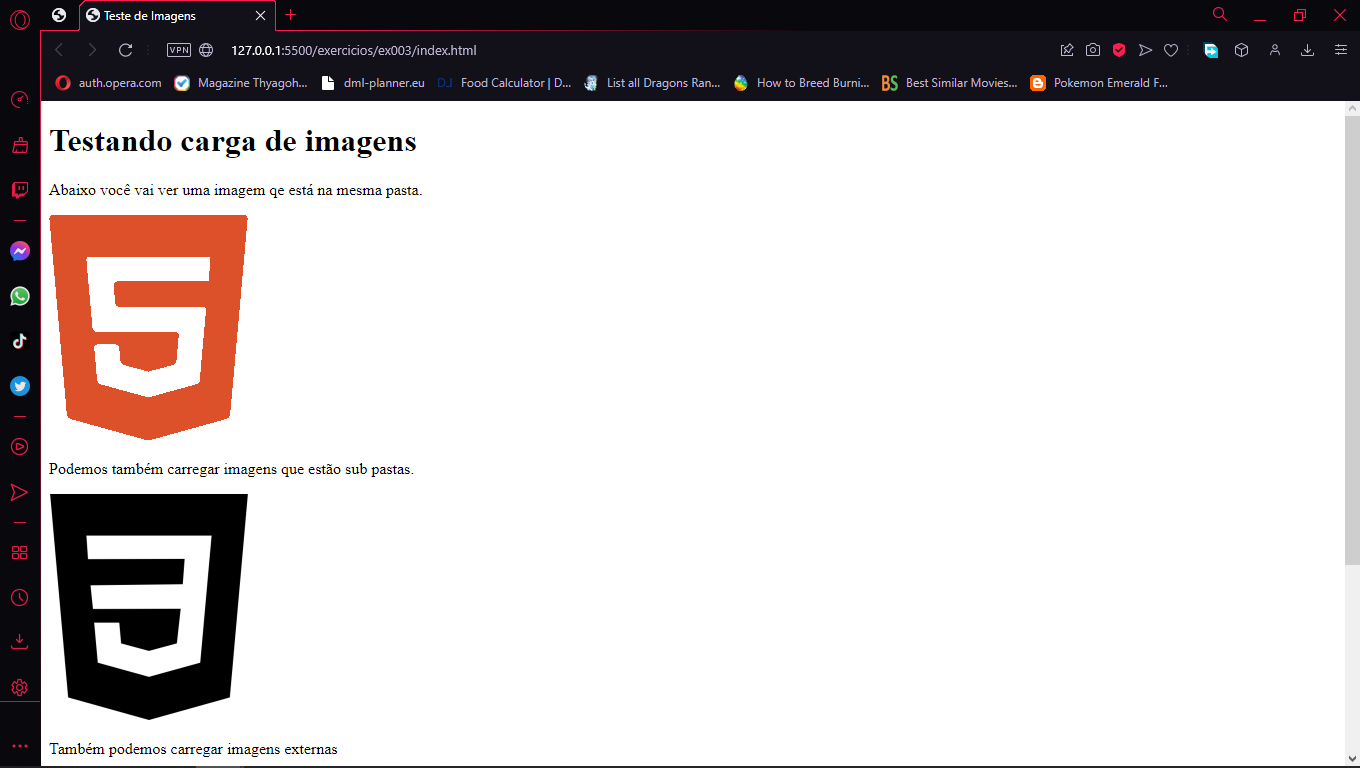 Teste de Imagens
VPN
127.0.0.1:5500/exercicios/ex003/index.html
auth.opera.com
Magazine Thyagoh...
dml-planner.eu
D.I
Food Calculator | D...
List all Dragons Ran...
How to Breed Burni...
BS
Best Similar Movies...
Pokemon Emerald F...
Testando carga de imagens
Abaixo você vai ver uma imagem qe está na mesma pasta.
5
Podemos também carregar imagens que estão sub pastas.
3
Também podemos carregar imagens externas